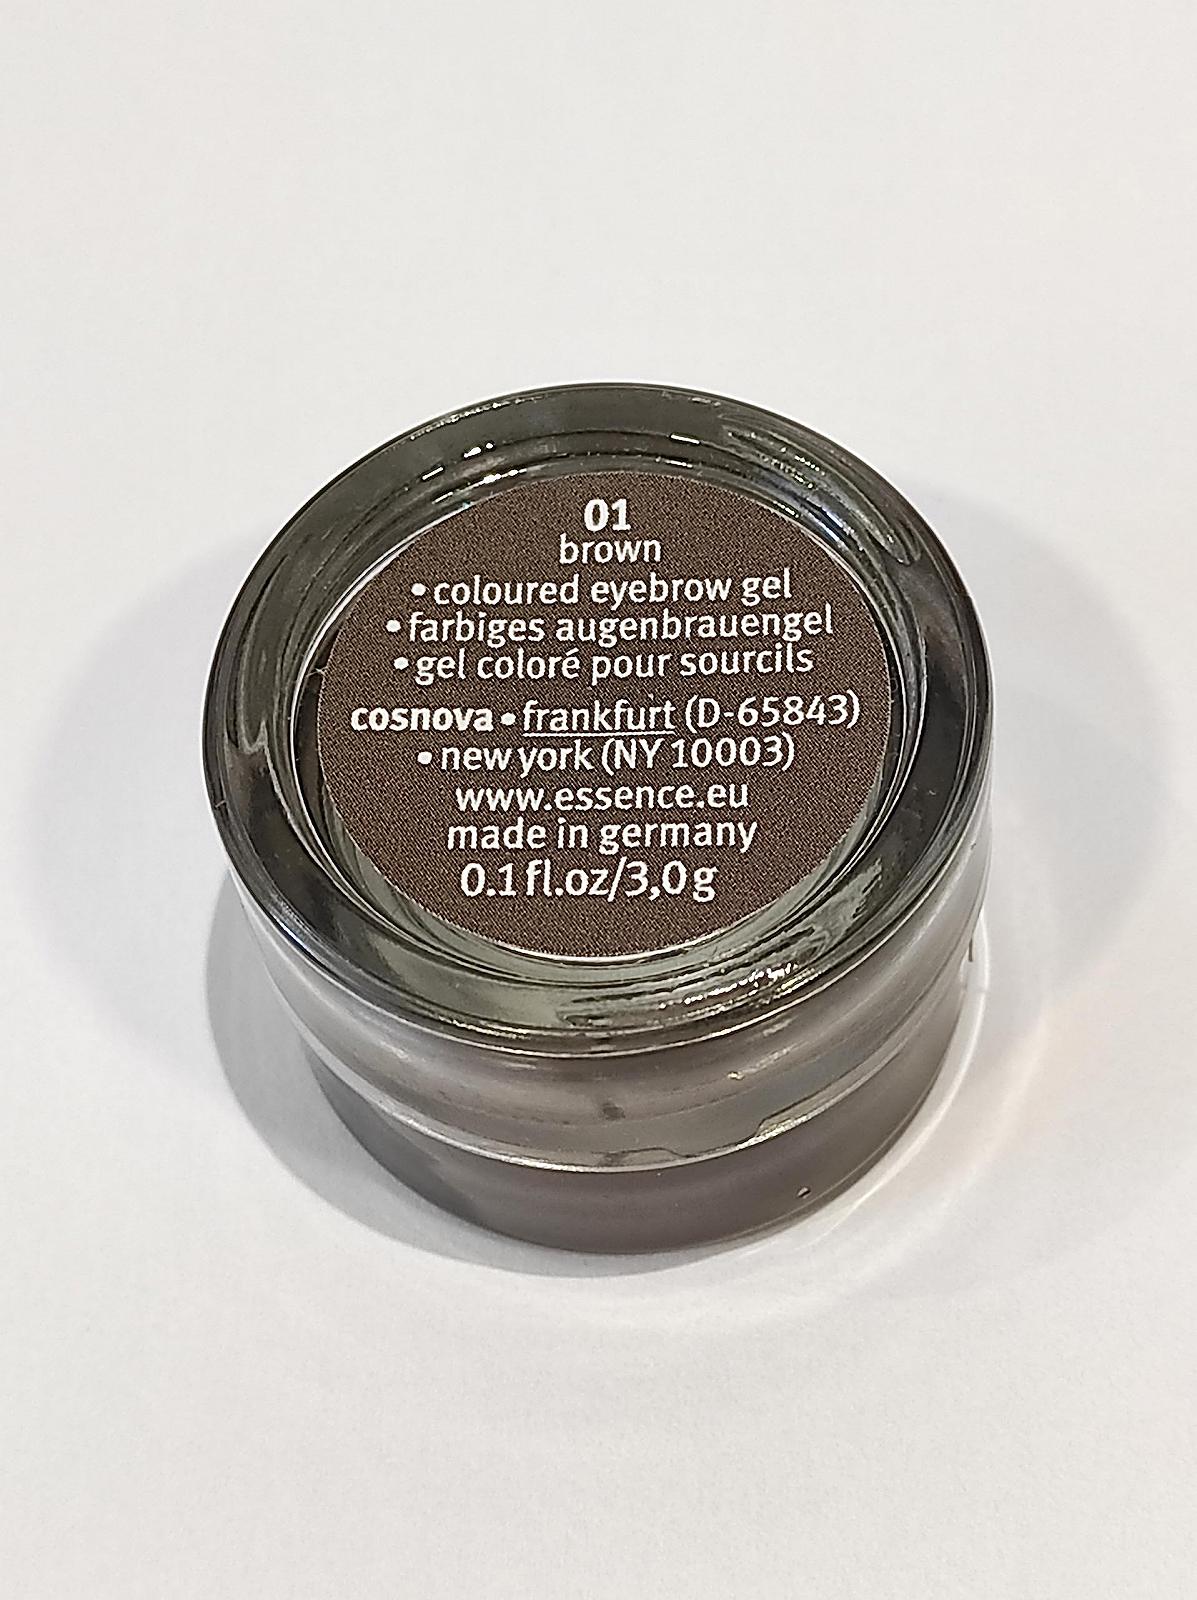 01
brown
•coloured eyebrow gel
•farbiges augenbrauengel
•gel coloré pour sourcils
cosnova•frankfurt (D-65843)
•new york (NY 10003)
www.essence.eu
made in germany
0.1 fl.oz/3,0 g